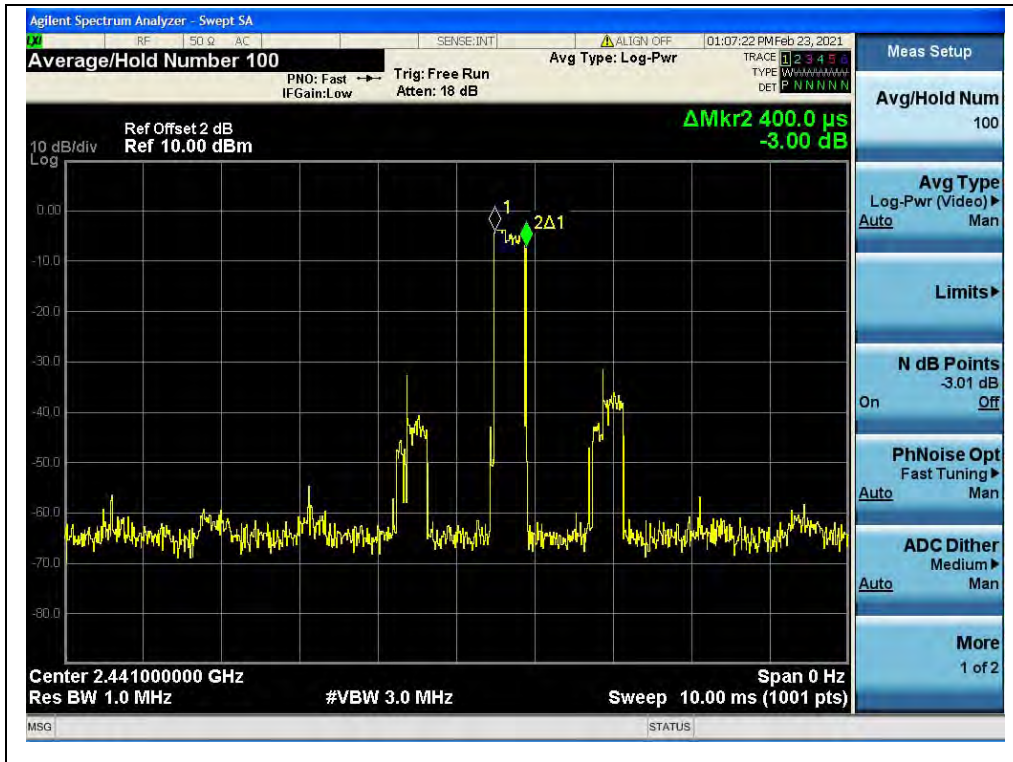 Agilent Spectrum Analyzer - Swept SA
LXI RF 50 Ω AC SENSE:INT ALIGN OFF 01:07:22 PM Feb 23, 2021
Average/Hold Number 100
PNO: Fast
IFGain:Low
Trig: Free Run
Atten: 18 dB
Avg Type: Log-Pwr
TRACE 1 2 3 4 5 6
TYPE W
DET P N N N N N
ΔMkr2 400.0 µs
-3.00 dB
Ref Offset 2 dB
10 dB/div Ref 10.00 dBm
Log
1
2Δ1
0.00
-10.0
-20.0
-30.0
-40.0
-50.0
-60.0
-70.0
-80.0
Center 2.441000000 GHz Span 0 Hz
Res BW 1.0 MHz #VBW 3.0 MHz Sweep 10.00 ms (1001 pts)
MSG STATUS
Meas Setup
Avg/Hold Num
100
Avg Type
Log-Pwr (Video)
Auto Man
Limits
N dB Points
-3.01 dB
On Off
PhNoise Opt
Fast Tuning
Auto Man
ADC Dither
Medium
Auto Man
More
1 of 2